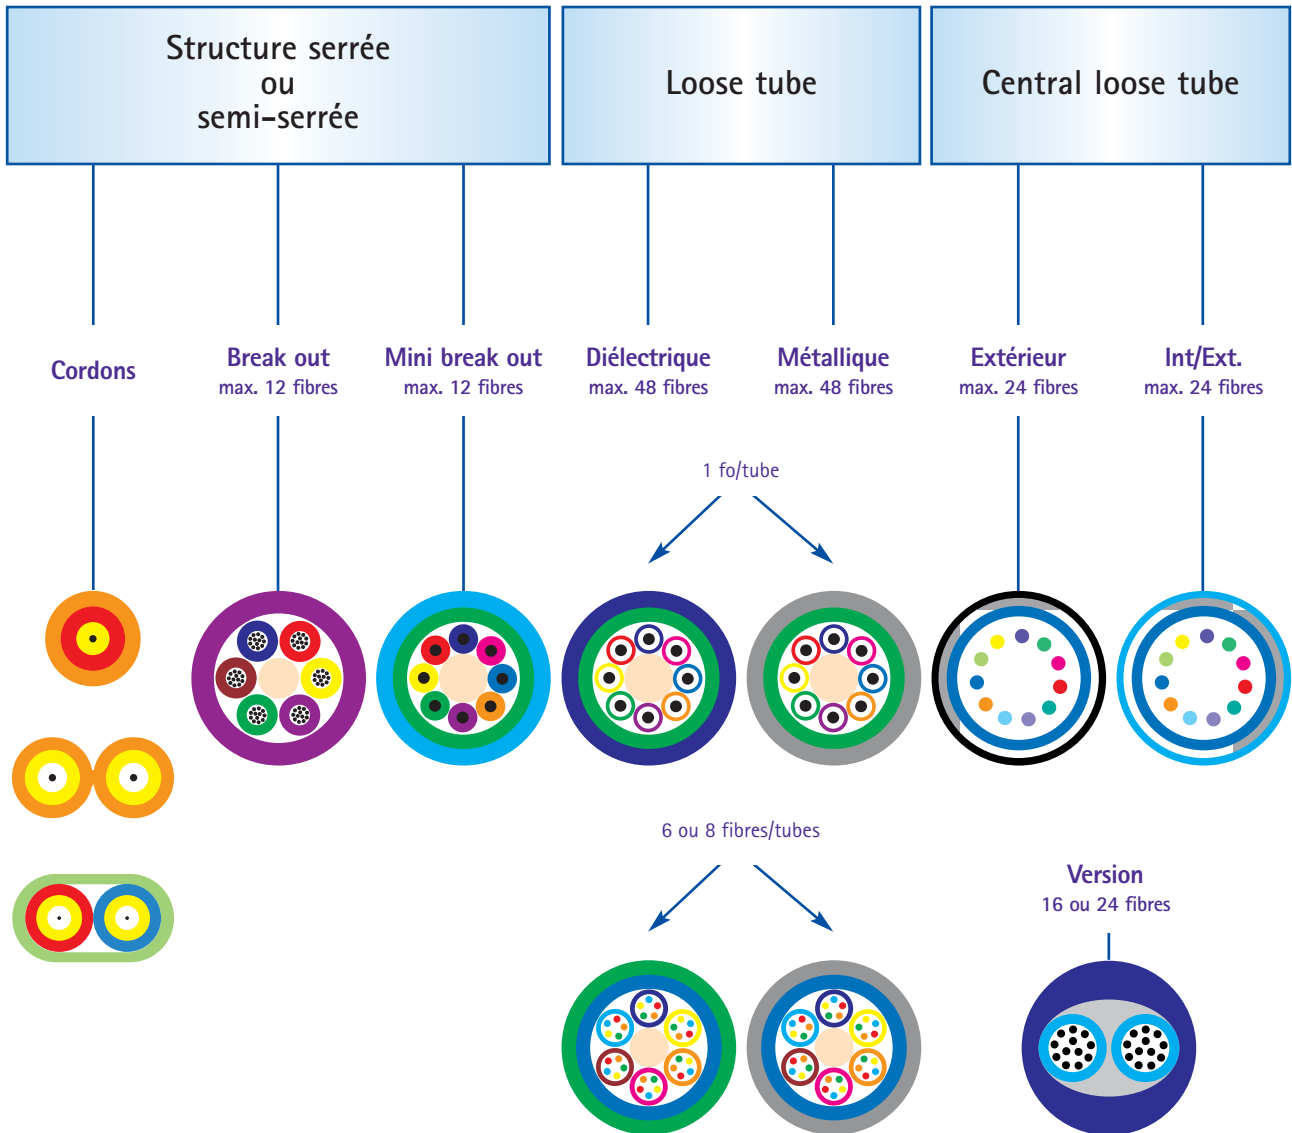 Structure serrée
ou
semi-serrée
Loose tube
Central loose tube
Cordons
Break out
max. 12 fibres
Mini break out
max. 12 fibres
Diélectrique
max. 48 fibres
Métallique
max. 48 fibres
Extérieur
max. 24 fibres
Int/Ext.
max. 24 fibres
1 fo/tube
6 ou 8 fibres/tubes
Version
16 ou 24 fibres